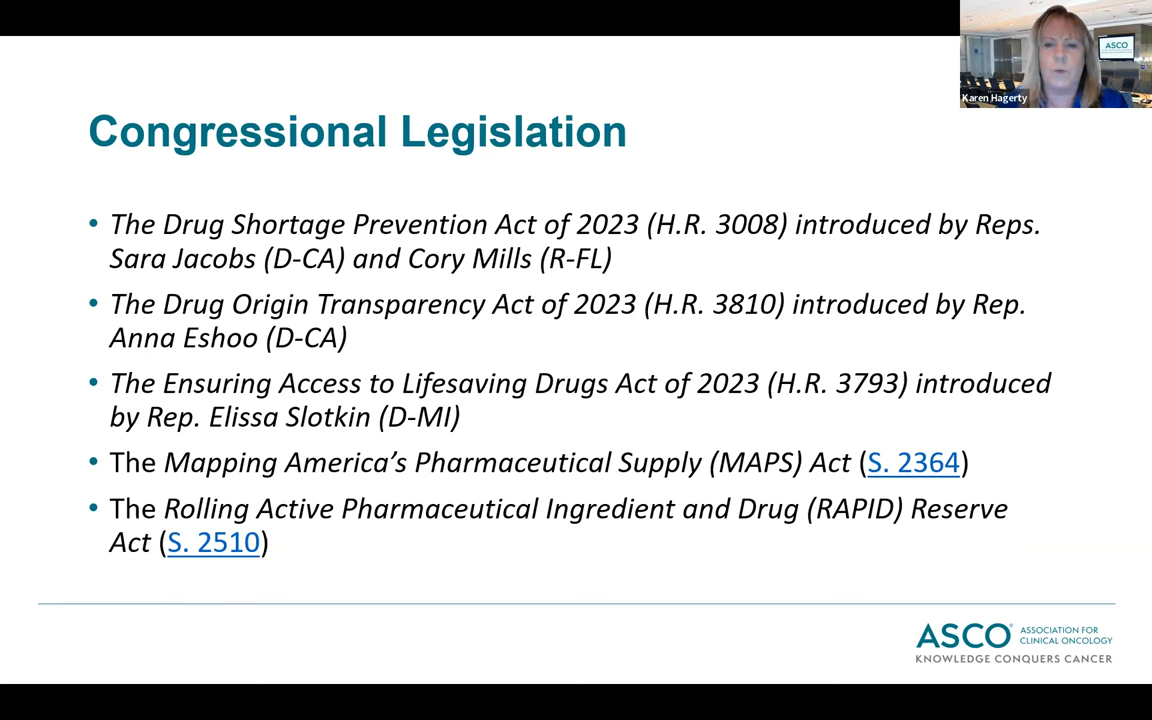 ASCO
Karen Hagerty
Congressional Legislation
• The Drug Shortage Prevention Act of 2023 (H.R. 3008) introduced by Reps.
Sara Jacobs (D-CA) and Cory Mills (R-FL)
• The Drug Origin Transparency Act of 2023 (H.R. 3810) introduced by Rep.
Anna Eshoo (D-CA)
• The Ensuring Access to Lifesaving Drugs Act of 2023 (H.R. 3793) introduced
by Rep. Elissa Slotkin (D-MI)
• The Mapping America’s Pharmaceutical Supply (MAPS) Act (S. 2364)
• The Rolling Active Pharmaceutical Ingredient and Drug (RAPID) Reserve
Act (S. 2510)
ASCO® ASSOCIATION FOR
CLINICAL ONCOLOGY
KNOWLEDGE CONQUERS CANCER